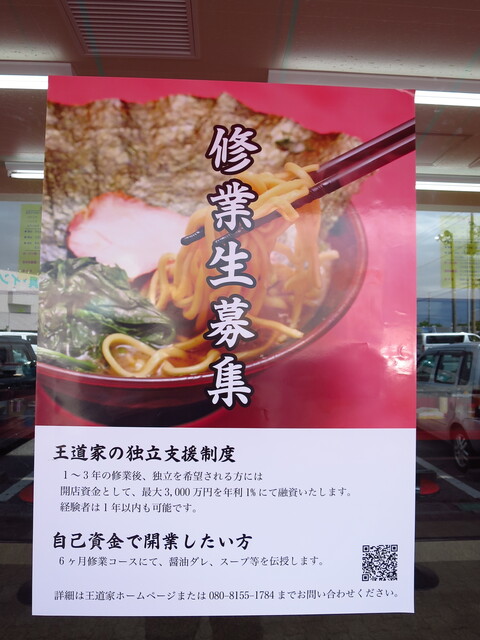 修業生募集
王道家の独立支援制度
1～3年の修業後、独立を希望される方には
開店資金として、最大3,000万円を年利1%にて融資いたします。
経験者は1年以内も可能です。
自己資金で開業したい方
6ヶ月修業コースにて、醤油ダレ、スープ等を伝授します。
詳細は王道家ホームページまたは 080-8155-1784 までお問い合わせください。